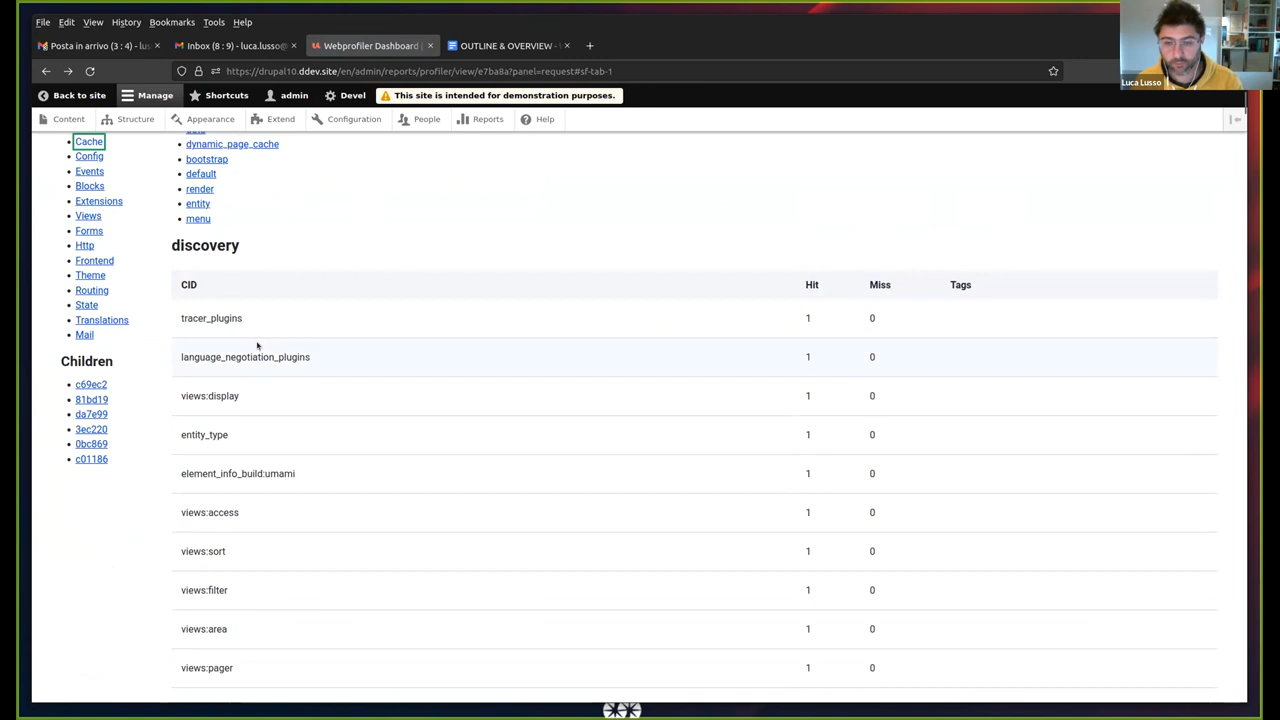 File Edit View History Bookmarks Tools Help
Posta in arrivo (3 : 4) - lus
Inbox (8 : 9) - luca.lusso@
Webprofiler Dashboard |
OUTLINE & OVERVIEW -
https://drupal10.ddev.site/en/admin/reports/profiler/view/e7ba8a?panel=request#sf-tab-1
Luca Lusso
Back to site Manage Shortcuts admin Devel This site is intended for demonstration purposes.
Content Structure Appearance Extend Configuration People Reports Help
Cache
Config
Events
Blocks
Extensions
Views
Forms
Http
Frontend
Theme
Routing
State
Translations
Mail
Children
c69ec2
81bd19
da7e99
3ec220
0bc869
c01186
dynamic_page_cache
bootstrap
default
render
entity
menu
discovery
CID Hit Miss Tags
tracer_plugins 1 0
language_negotiation_plugins 1 0
views:display 1 0
entity_type 1 0
element_info_build:umami 1 0
views:access 1 0
views:sort 1 0
views:filter 1 0
views:area 1 0
views:pager 1 0